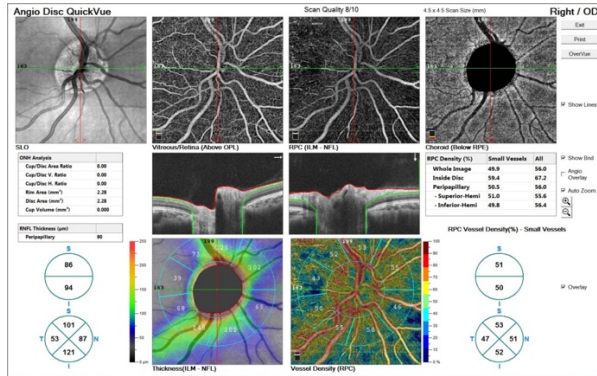 Angio Disc QuickVue
Scan Quality 8/10
4.5 x 4.5 Scan Size (mm)
Right / OD
Exit
Print
OverVue
Show Lines
SLO
Vitreous/Retina (Above OPL)
RPC (ILM - NFL)
Choroid (Below RPE)
ONH Analysis
Cup/Disc Area Ratio 0.00
Cup/Disc V. Ratio 0.00
Cup/Disc H. Ratio 0.00
Rim Area (mm²) 2.28
Disc Area (mm²) 2.28
Cup Volume (mm³) 0.000
RPC Density (%) Small Vessels All
Whole Image 49.9 56.0
Inside Disc 59.4 67.2
Peripapillary 50.5 56.0
- Superior-Hemi 51.0 55.6
- Inferior-Hemi 49.8 56.4
Show Bnd
Angio Overlay
Auto Zoom
RNFL Thickness (µm)
Peripapillary 90
RPC Vessel Density(%) - Small Vessels
S
86
94
I
S
101
T 53 87 N
121
I
S
51
50
I
S
53
T 47 51 N
52
I
Overlay
Thickness(ILM - NFL)
Vessel Density (RPC)